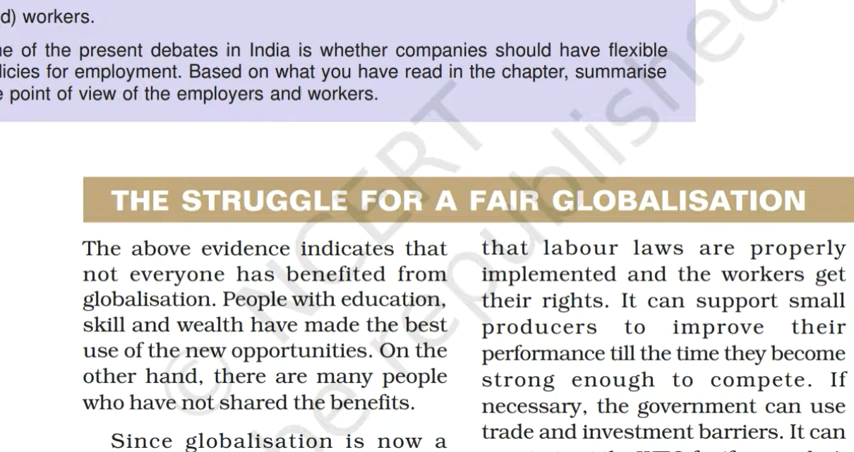 d) workers.
e of the present debates in India is whether companies should have flexible
licies for employment. Based on what you have read in the chapter, summarise
e point of view of the employers and workers.
THE STRUGGLE FOR A FAIR GLOBALISATION
The above evidence indicates that
not everyone has benefited from
globalisation. People with education,
skill and wealth have made the best
use of the new opportunities. On the
other hand, there are many people
who have not shared the benefits.
Since globalisation is now a
that labour laws are properly
implemented and the workers get
their rights. It can support small
producers to improve their
performance till the time they become
strong enough to compete. If
necessary, the government can use
trade and investment barriers. It can
© NCERT
be republished